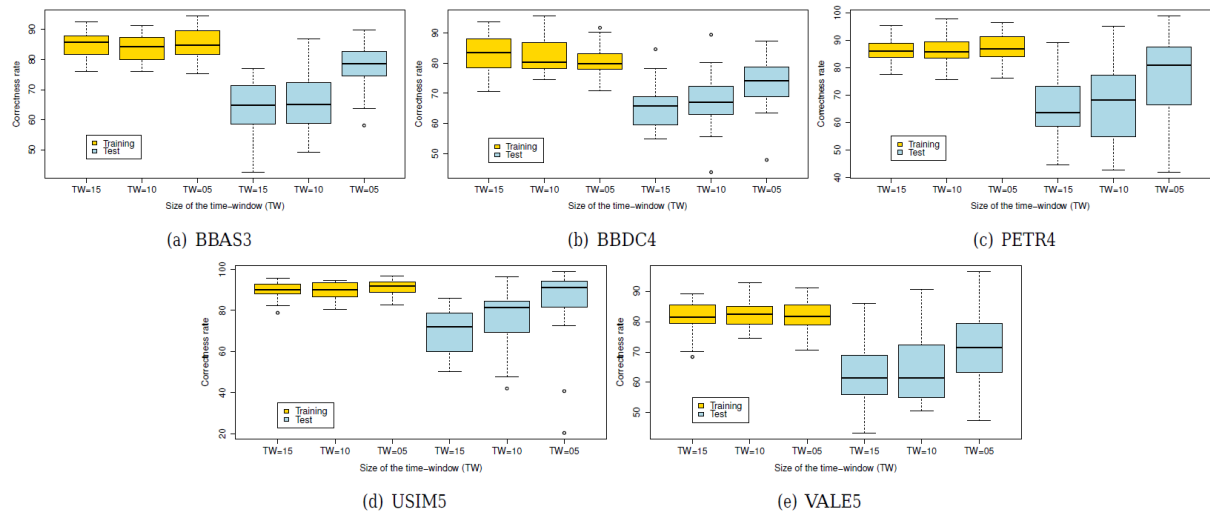 Correctness rate
50 60 70 80 90
Training
Test
TW=15 TW=10 TW=05 TW=15 TW=10 TW=05
Size of the time−window (TW)
(a) BBAS3
Correctness rate
50 60 70 80 90
Training
Test
TW=15 TW=10 TW=05 TW=15 TW=10 TW=05
Size of the time−window (TW)
(b) BBDC4
Correctness rate
40 50 60 70 80 90 100
Training
Test
TW=15 TW=10 TW=05 TW=15 TW=10 TW=05
Size of the time−window (TW)
(c) PETR4
Correctness rate
20 40 60 80 100
Training
Test
TW=15 TW=10 TW=05 TW=15 TW=10 TW=05
Size of the time−window (TW)
(d) USIM5
Correctness rate
50 60 70 80 90
Training
Test
TW=15 TW=10 TW=05 TW=15 TW=10 TW=05
Size of the time−window (TW)
(e) VALE5